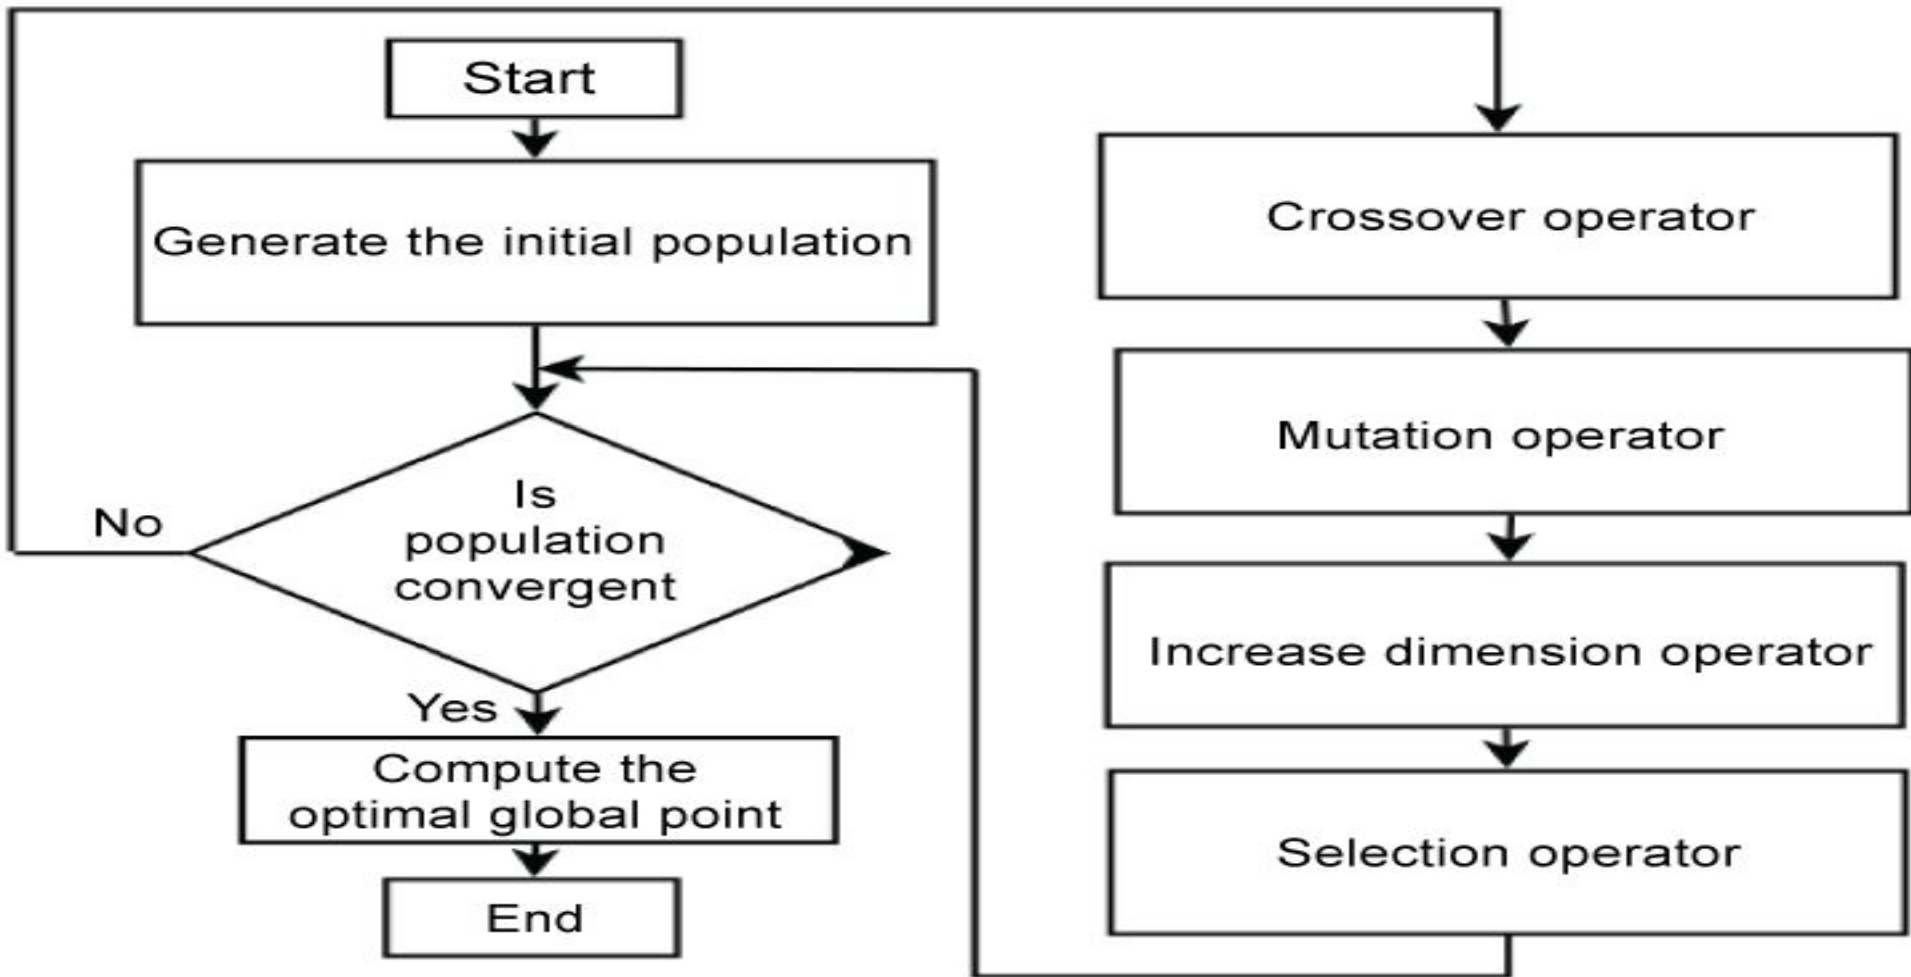 Start
Generate the initial population
Is
population
convergent
No
Yes
Compute the
optimal global point
End
Crossover operator
Mutation operator
Increase dimension operator
Selection operator